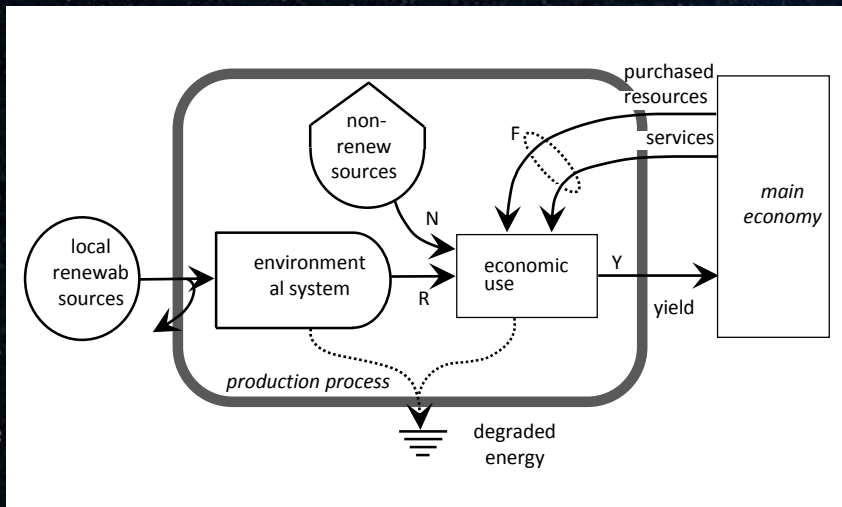 purchased
resources
services
F
non-
renew
sources
main
economy
N
local
renewab
sources
environment
al system
R
economic
use
Y
yield
production process
degraded
energy